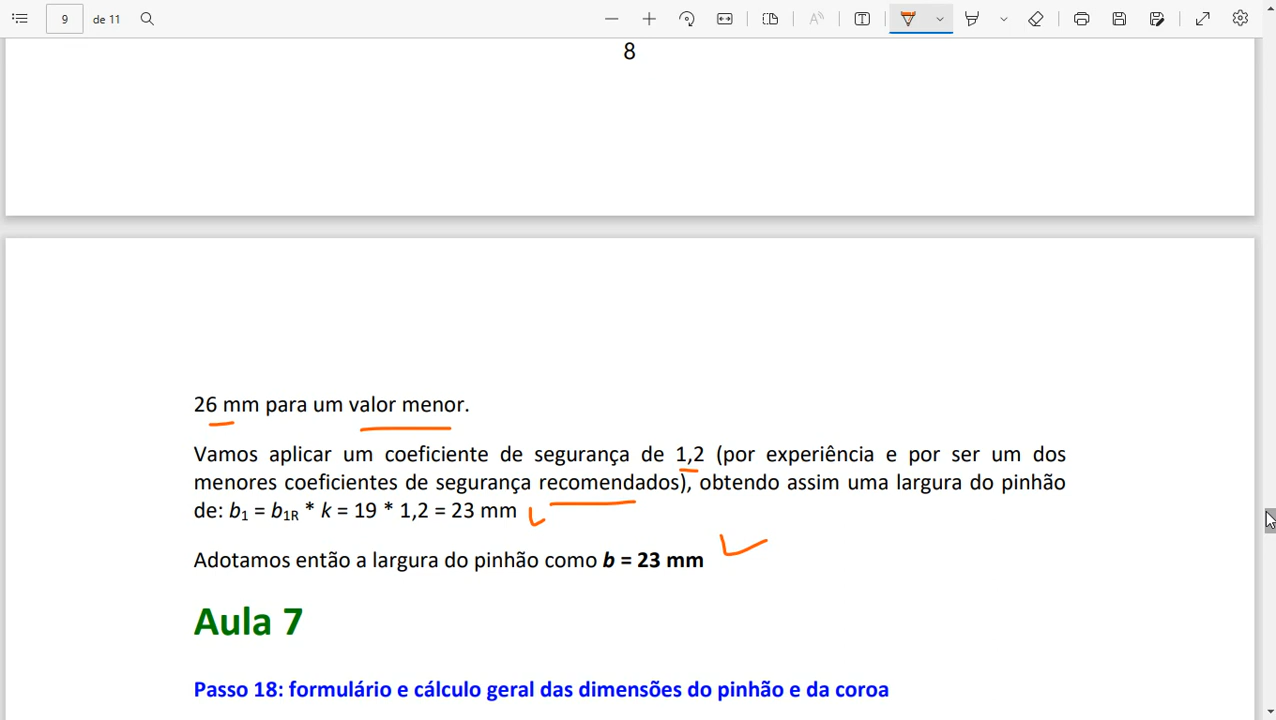 9 de 11
8
26 mm para um valor menor.
Vamos aplicar um coeficiente de segurança de 1,2 (por experiência e por ser um dos
menores coeficientes de segurança recomendados), obtendo assim uma largura do pinhão
de: b1 = b1R * k = 19 * 1,2 = 23 mm
Adotamos então a largura do pinhão como b = 23 mm
Aula 7
Passo 18: formulário e cálculo geral das dimensões do pinhão e da coroa